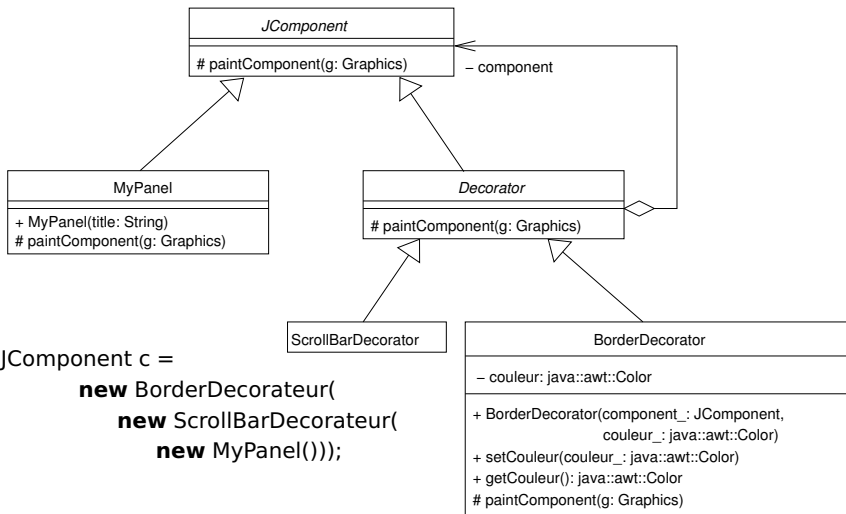 JComponent
# paintComponent(g: Graphics)
– component
MyPanel
+ MyPanel(title: String)
# paintComponent(g: Graphics)
Decorator
# paintComponent(g: Graphics)
ScrollBarDecorator
BorderDecorator
– couleur: java::awt::Color
+ BorderDecorator(component_: JComponent,
couleur_: java::awt::Color)
+ setCouleur(couleur_: java::awt::Color)
+ getCouleur(): java::awt::Color
# paintComponent(g: Graphics)
JComponent c =
new BorderDecorateur(
new ScrollBarDecorateur(
new MyPanel()));